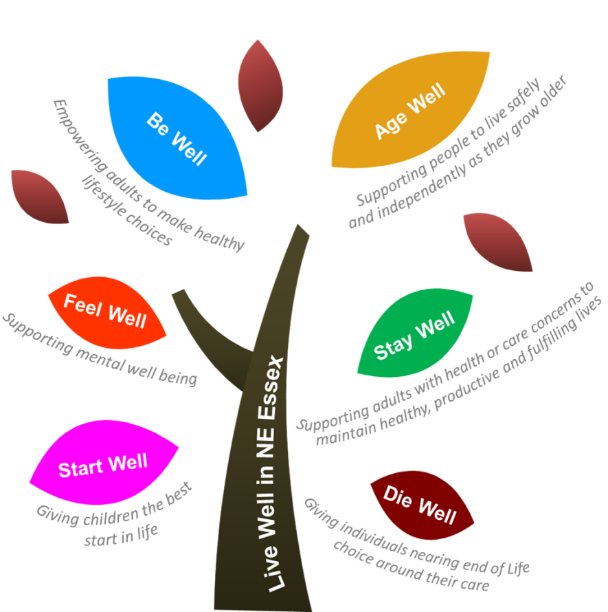 Be Well
Empowering adults to make healthy
lifestyle choices
Age Well
Supporting people to live safely
and independently as they grow older
Feel Well
Supporting mental well being
Stay Well
Supporting adults with health or care concerns to
maintain healthy, productive and fulfilling lives
Start Well
Giving children the best
start in life
Die Well
Giving individuals nearing end of Life
choice around their care
Live Well in NE Essex